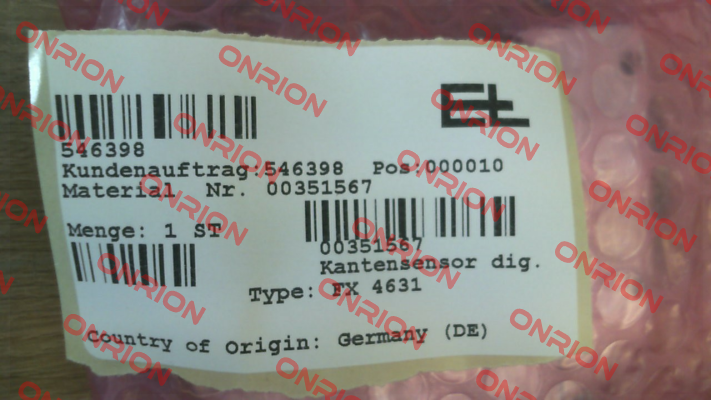 E+L
546398
Kundenauftrag:546398 Pos:000010
Material Nr. 00351567
Menge: 1 ST
00351567
Kantensensor dig.
Type: FX 4631
Country of Origin: Germany (DE)
ONRION